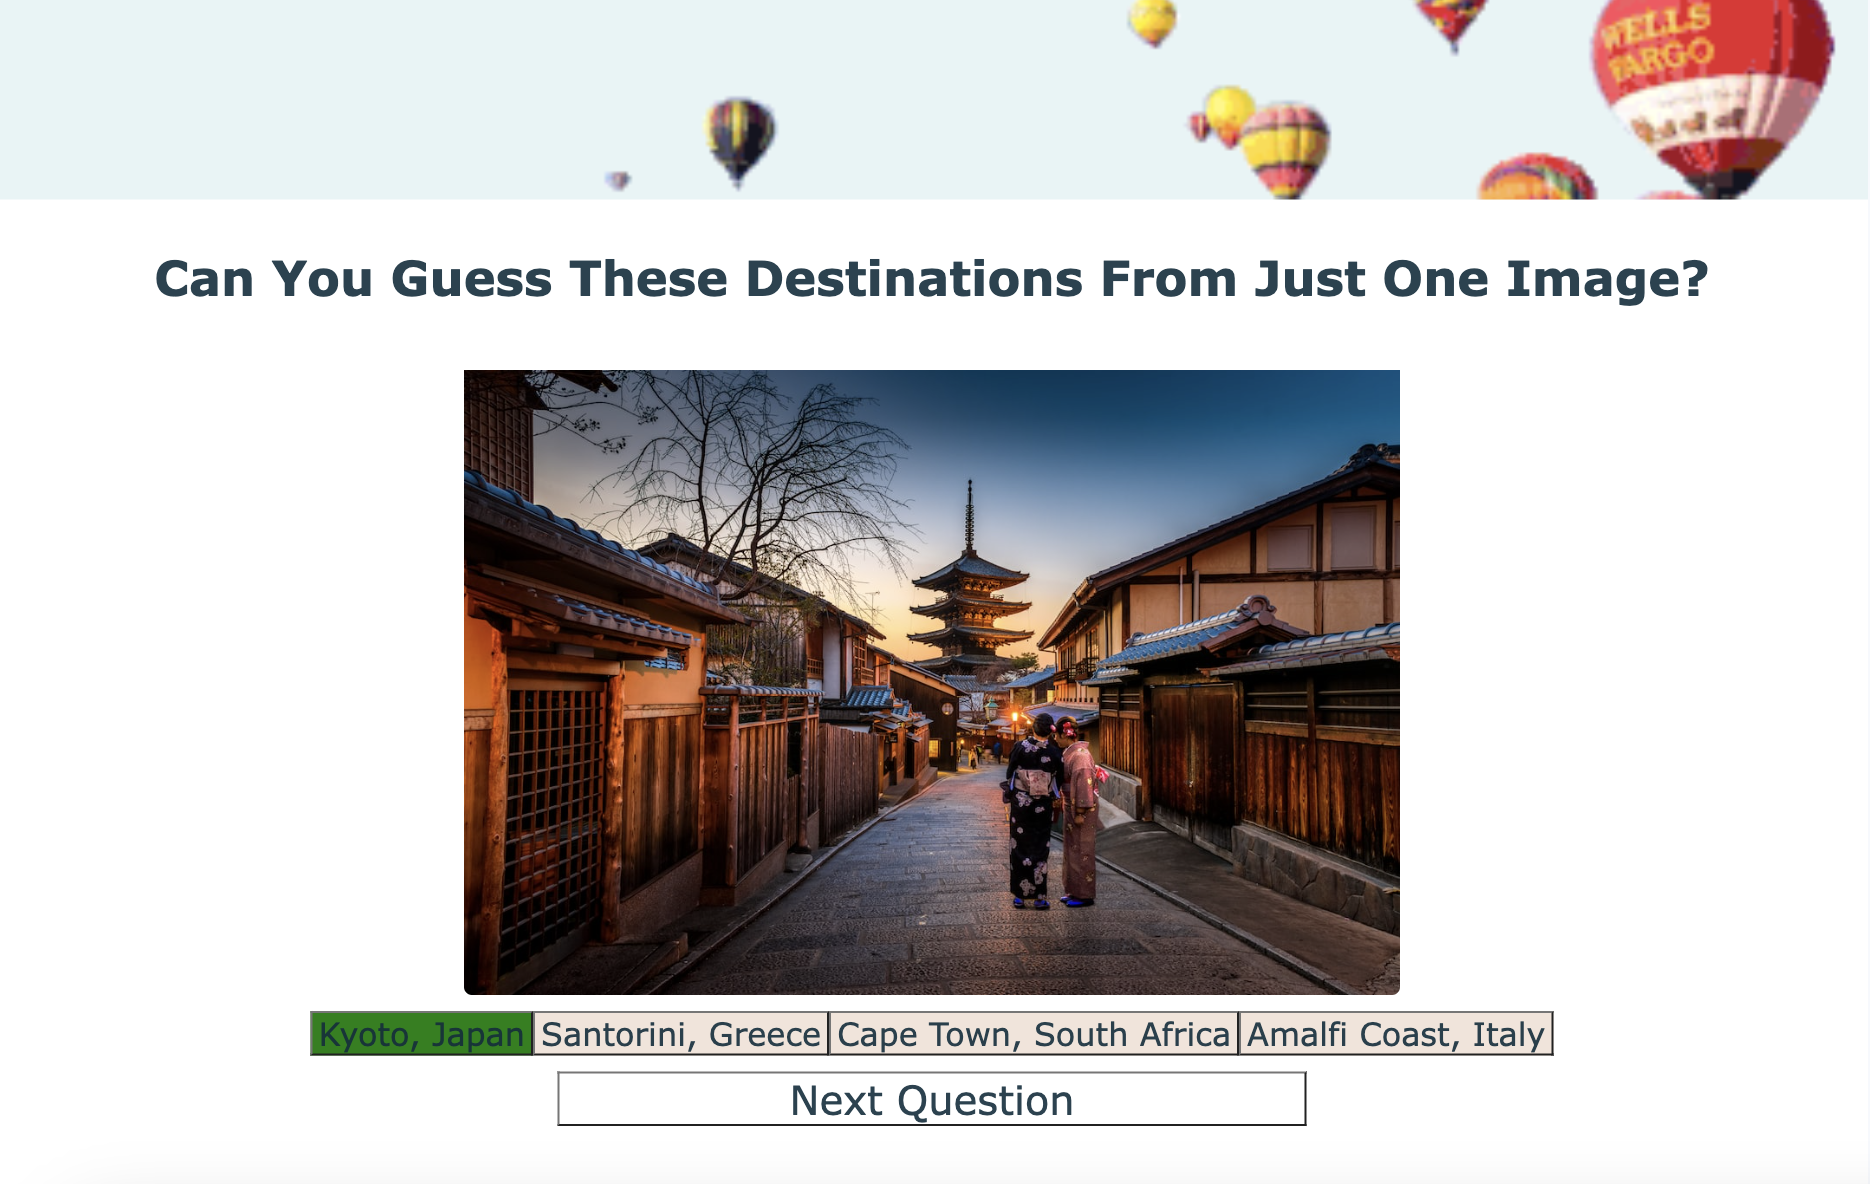 WELLS
FARGO
Can You Guess These Destinations From Just One Image?
Kyoto, Japan
Santorini, Greece
Cape Town, South Africa
Amalfi Coast, Italy
Next Question